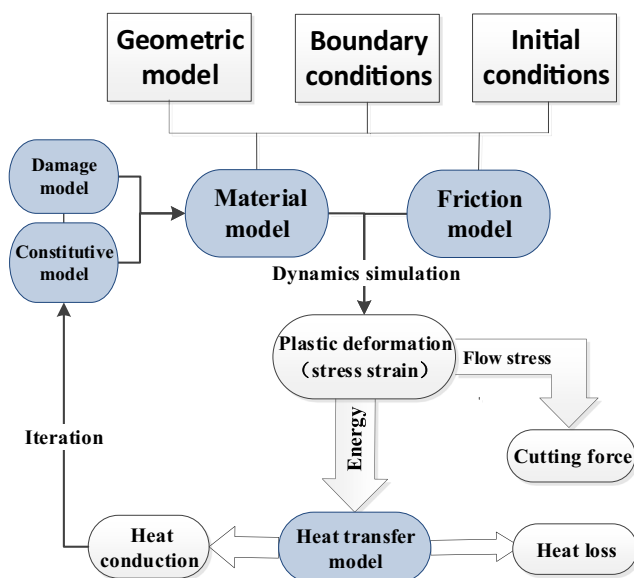 Geometric
model
Boundary
conditions
Initial
conditions
Damage
model
Constitutive
model
Material
model
Friction
model
Dynamics simulation
Plastic deformation
（stress strain）
Flow stress
Energy
Iteration
Cutting force
Heat
conduction
Heat transfer
model
Heat loss